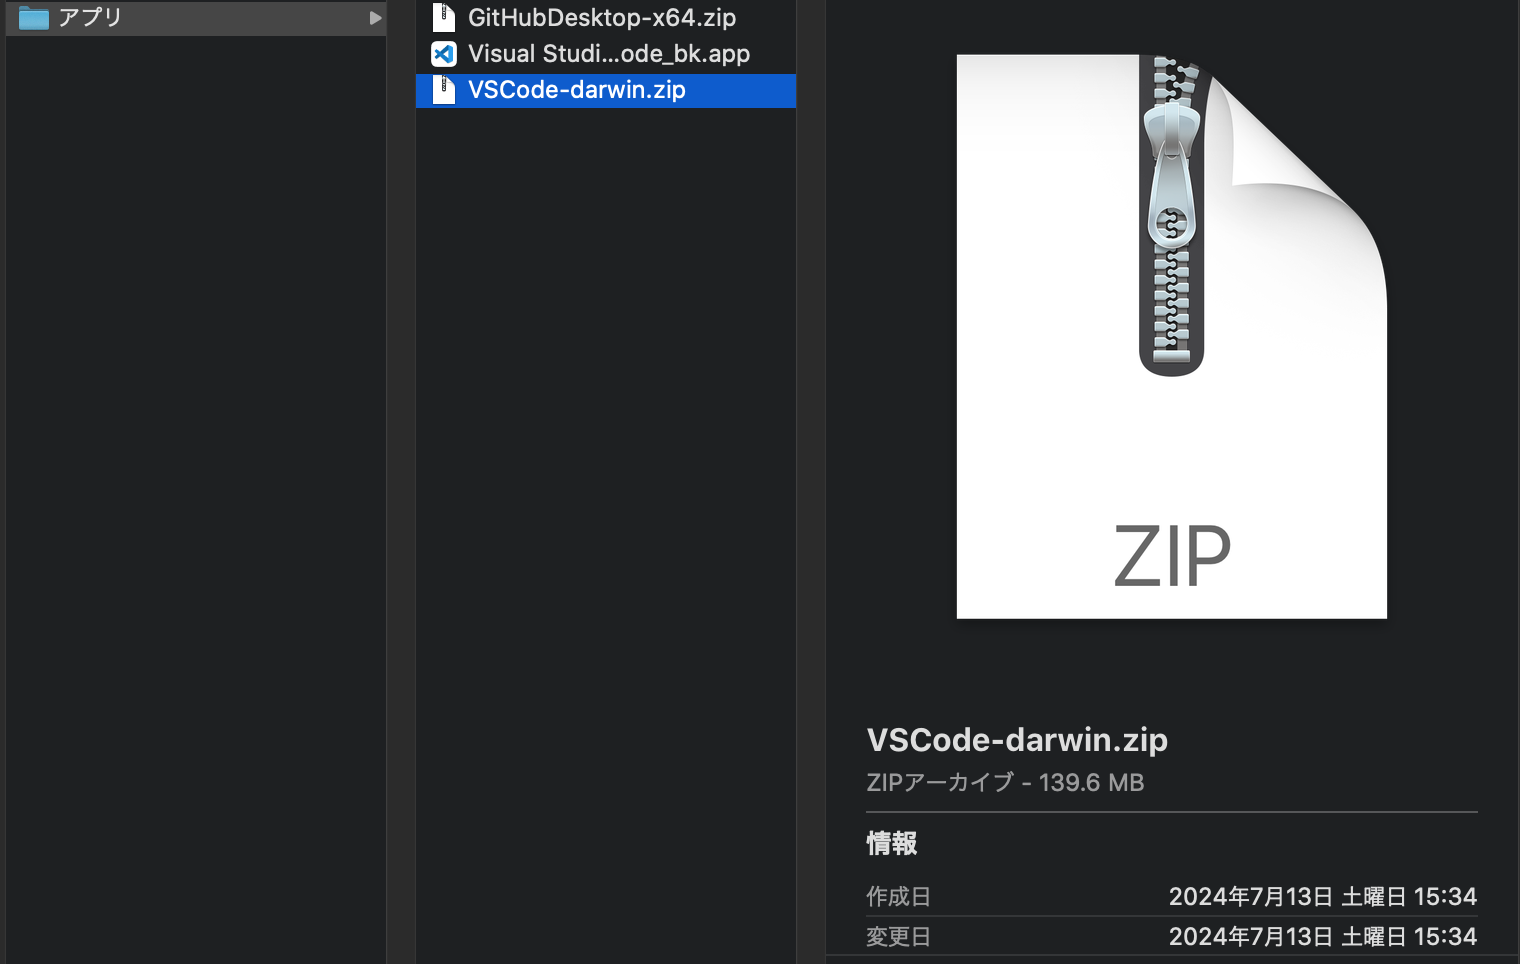 アプリ
GitHubDesktop-x64.zip
Visual Studi...ode_bk.app
VSCode-darwin.zip
ZIP
VSCode-darwin.zip
ZIPアーカイブ - 139.6 MB
情報
作成日 2024年7月13日 土曜日 15:34
変更日 2024年7月13日 土曜日 15:34